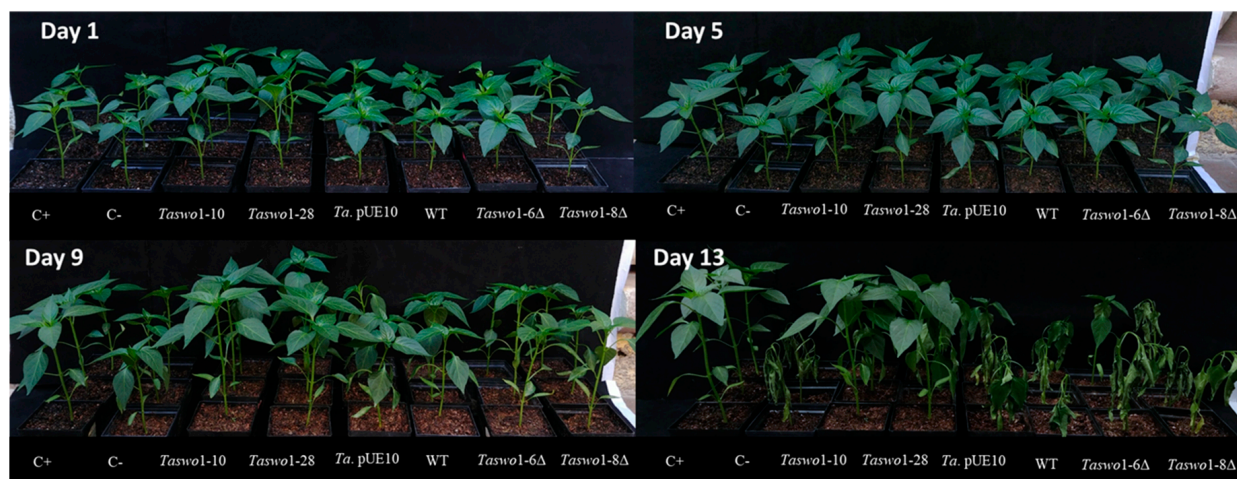 Day 1
Day 5
C+ C- Taswo1-10 Taswo1-28 Ta. pUE10 WT Taswo1-6Δ Taswo1-8Δ
C+ C- Taswo1-10 Taswo1-28 Ta. pUE10 WT Taswo1-6Δ Taswo1-8Δ
Day 9
Day 13
C+ C- Taswo1-10 Taswo1-28 Ta. pUE10 WT Taswo1-6Δ Taswo1-8Δ
C+ C- Taswo1-10 Taswo1-28 Ta. pUE10 WT Taswo1-6Δ Taswo1-8Δ